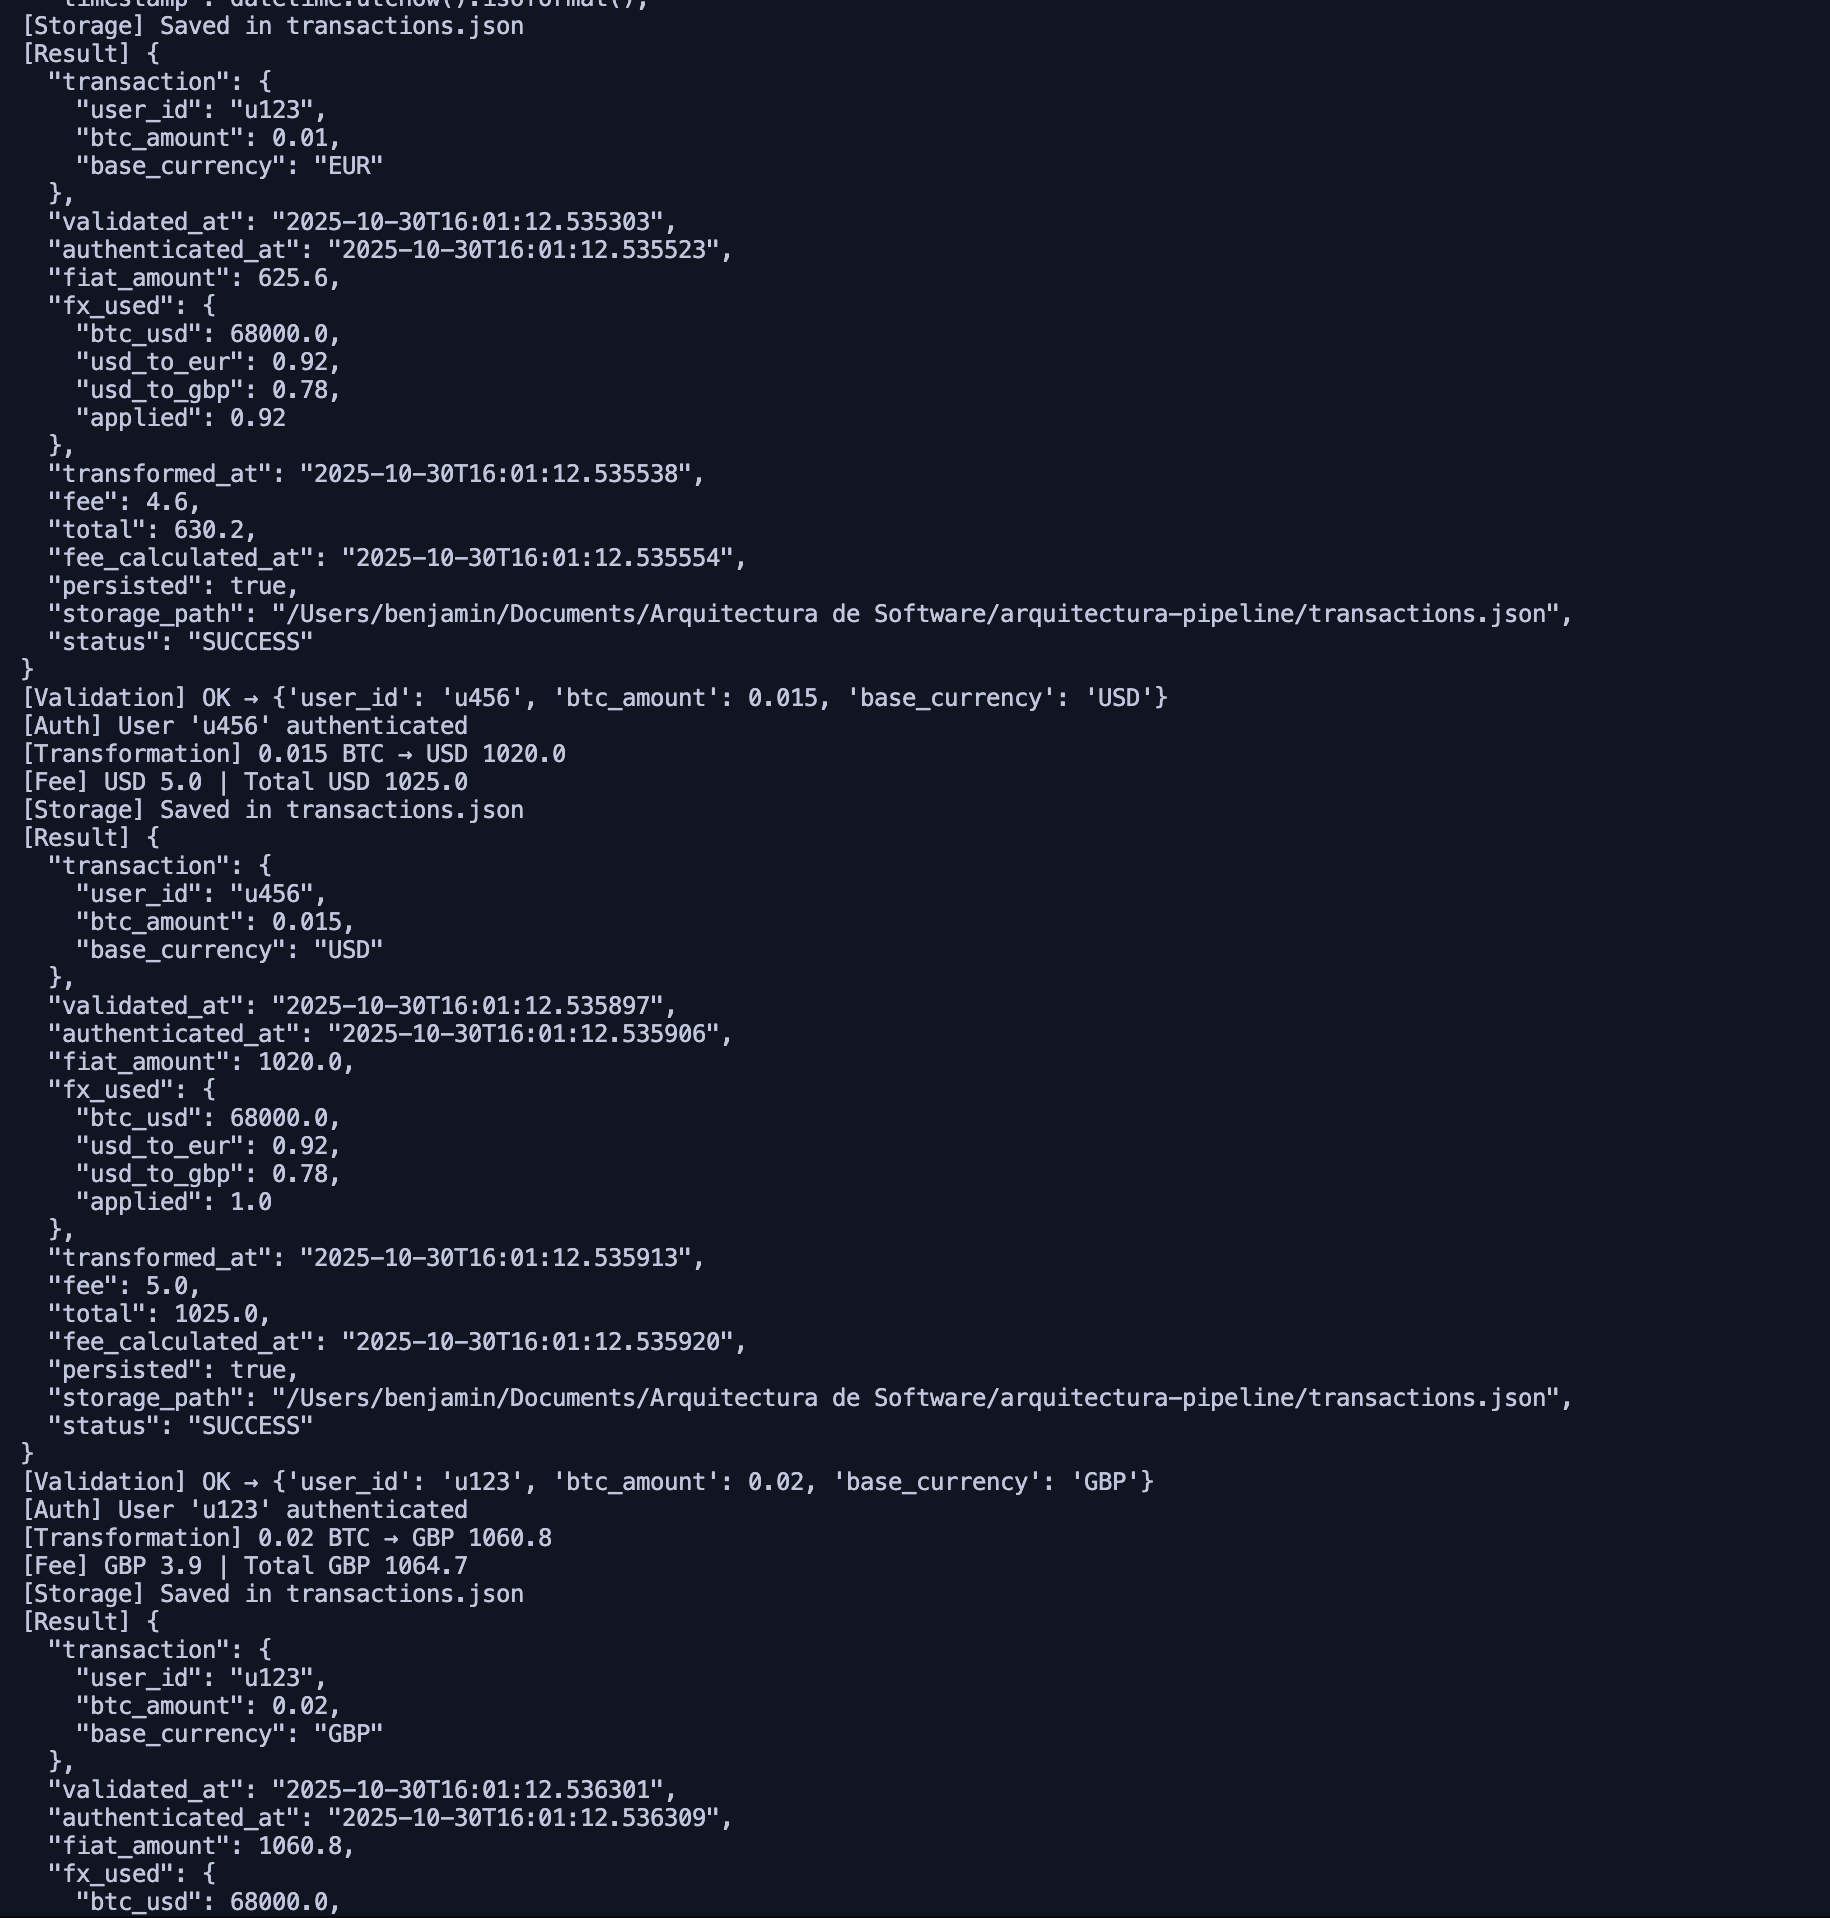 "timestamp": datetime.utcnow().isoformat(),
[Storage] Saved in transactions.json
[Result] {
  "transaction": {
    "user_id": "u123",
    "btc_amount": 0.01,
    "base_currency": "EUR"
  },
  "validated_at": "2025-10-30T16:01:12.535303",
  "authenticated_at": "2025-10-30T16:01:12.535523",
  "fiat_amount": 625.6,
  "fx_used": {
    "btc_usd": 68000.0,
    "usd_to_eur": 0.92,
    "usd_to_gbp": 0.78,
    "applied": 0.92
  },
  "transformed_at": "2025-10-30T16:01:12.535538",
  "fee": 4.6,
  "total": 630.2,
  "fee_calculated_at": "2025-10-30T16:01:12.535554",
  "persisted": true,
  "storage_path": "/Users/benjamin/Documents/Arquitectura de Software/arquitectura-pipeline/transactions.json",
  "status": "SUCCESS"
}
[Validation] OK → {'user_id': 'u456', 'btc_amount': 0.015, 'base_currency': 'USD'}
[Auth] User 'u456' authenticated
[Transformation] 0.015 BTC → USD 1020.0
[Fee] USD 5.0 | Total USD 1025.0
[Storage] Saved in transactions.json
[Result] {
  "transaction": {
    "user_id": "u456",
    "btc_amount": 0.015,
    "base_currency": "USD"
  },
  "validated_at": "2025-10-30T16:01:12.535897",
  "authenticated_at": "2025-10-30T16:01:12.535906",
  "fiat_amount": 1020.0,
  "fx_used": {
    "btc_usd": 68000.0,
    "usd_to_eur": 0.92,
    "usd_to_gbp": 0.78,
    "applied": 1.0
  },
  "transformed_at": "2025-10-30T16:01:12.535913",
  "fee": 5.0,
  "total": 1025.0,
  "fee_calculated_at": "2025-10-30T16:01:12.535920",
  "persisted": true,
  "storage_path": "/Users/benjamin/Documents/Arquitectura de Software/arquitectura-pipeline/transactions.json",
  "status": "SUCCESS"
}
[Validation] OK → {'user_id': 'u123', 'btc_amount': 0.02, 'base_currency': 'GBP'}
[Auth] User 'u123' authenticated
[Transformation] 0.02 BTC → GBP 1060.8
[Fee] GBP 3.9 | Total GBP 1064.7
[Storage] Saved in transactions.json
[Result] {
  "transaction": {
    "user_id": "u123",
    "btc_amount": 0.02,
    "base_currency": "GBP"
  },
  "validated_at": "2025-10-30T16:01:12.536301",
  "authenticated_at": "2025-10-30T16:01:12.536309",
  "fiat_amount": 1060.8,
  "fx_used": {
    "btc_usd": 68000.0,